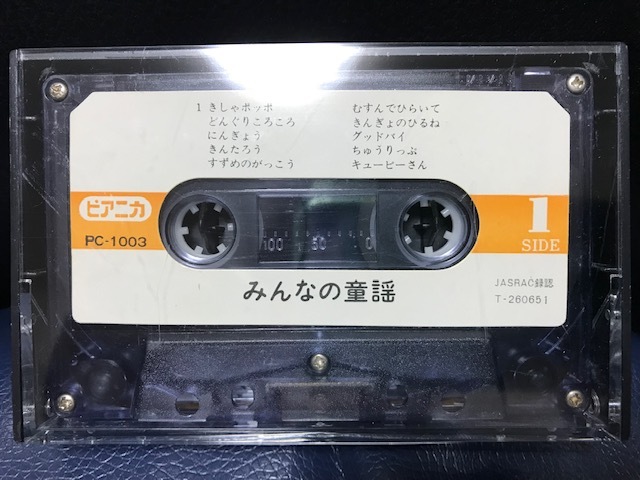 1 きしゃポッポ
どんぐりころころ
にんぎょう
きんたろう
すずめのがっこう
むすんでひらいて
きんぎょのひるね
グッドバイ
ちゅうりっぷ
キューピーさん
ピアニカ
PC-1003
1
SIDE
100 50 0
みんなの童謡
JASRAC録認
T-260651